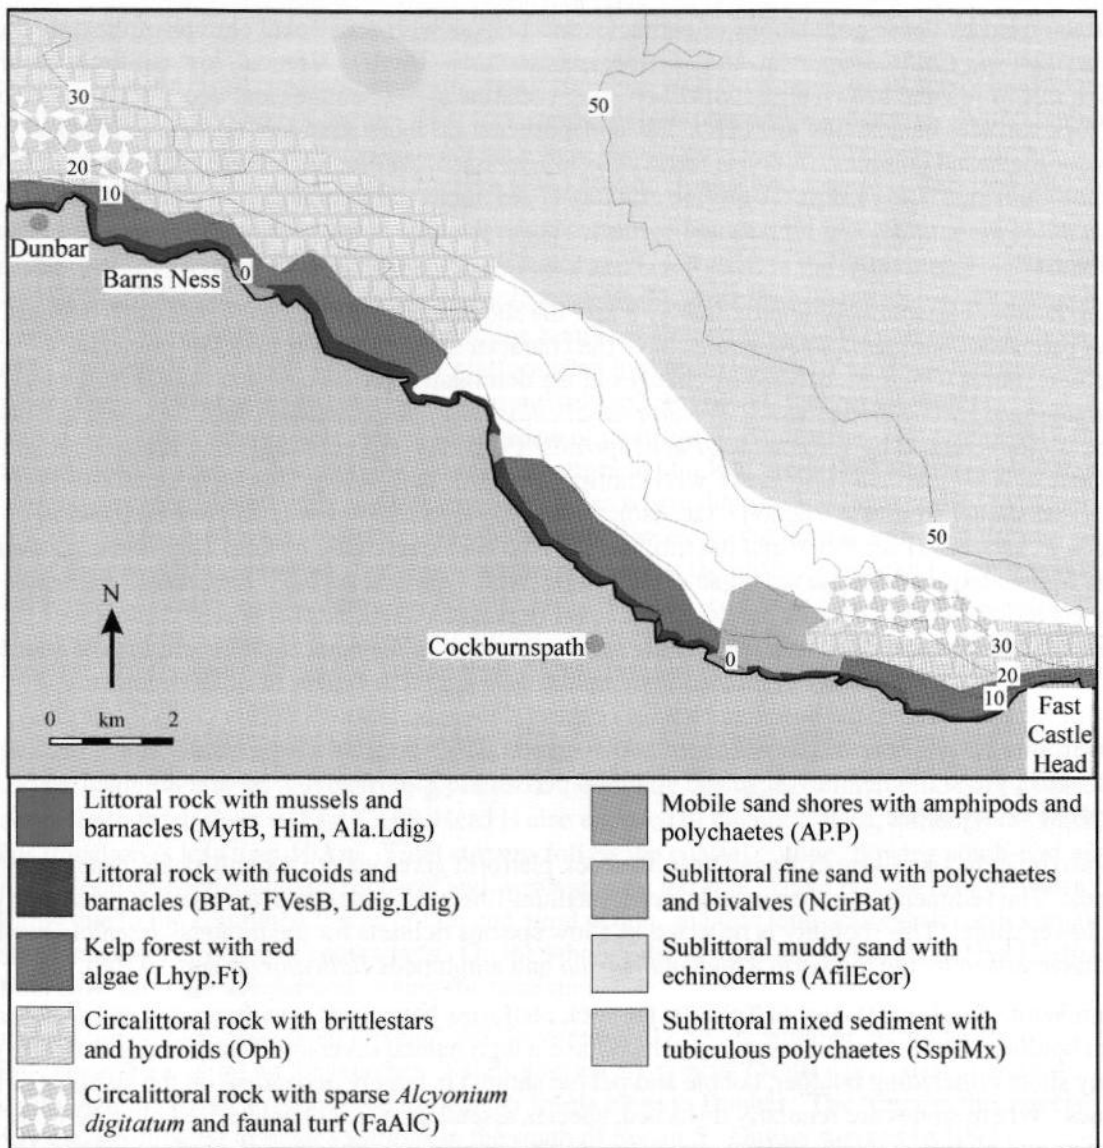 50
30
20
10
Dunbar
Barns Ness
0
50
N
Cockburnspath
0
30
20
10
0 km 2
Fast
Castle
Head
Littoral rock with mussels and
barnacles (MytB, Him, Ala.Ldig)
Littoral rock with fucoids and
barnacles (BPat, FVesB, Ldig.Ldig)
Kelp forest with red
algae (Lhyp.Ft)
Circalittoral rock with brittlestars
and hydroids (Oph)
Circalittoral rock with sparse Alcyonium
digitatum and faunal turf (FaAlC)
Mobile sand shores with amphipods and
polychaetes (AP.P)
Sublittoral fine sand with polychaetes
and bivalves (NcirBat)
Sublittoral muddy sand with
echinoderms (AfilEcor)
Sublittoral mixed sediment with
tubiculous polychaetes (SspiMx)